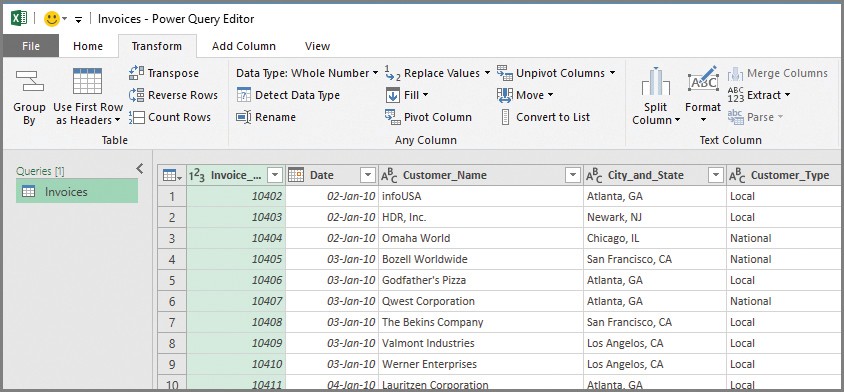 Invoices - Power Query Editor
File Home Transform Add Column View
Group By
Use First Row as Headers
Transpose
Reverse Rows
Count Rows
Table
Data Type: Whole Number
Detect Data Type
Rename
Replace Values
Fill
Pivot Column
Unpivot Columns
Move
Convert to List
Any Column
Split Column
Format
Merge Columns
Extract
Parse
Text Column
Queries [1]
Invoices
Invoice_... Date Customer_Name City_and_State Customer_Type
1 10402 02-Jan-10 infoUSA Atlanta, GA Local
2 10403 02-Jan-10 HDR, Inc. Newark, NJ Local
3 10404 02-Jan-10 Omaha World Chicago, IL National
4 10405 03-Jan-10 Bozell Worldwide San Francisco, CA National
5 10406 03-Jan-10 Godfather's Pizza Atlanta, GA Local
6 10407 03-Jan-10 Qwest Corporation Atlanta, GA National
7 10408 03-Jan-10 The Bekins Company San Francisco, CA Local
8 10409 03-Jan-10 Valmont Industries Los Angelos, CA Local
9 10410 03-Jan-10 Werner Enterprises Los Angelos, CA Local
10 10411 04-Jan-10 Lauritzen Corporation Atlanta, GA Local